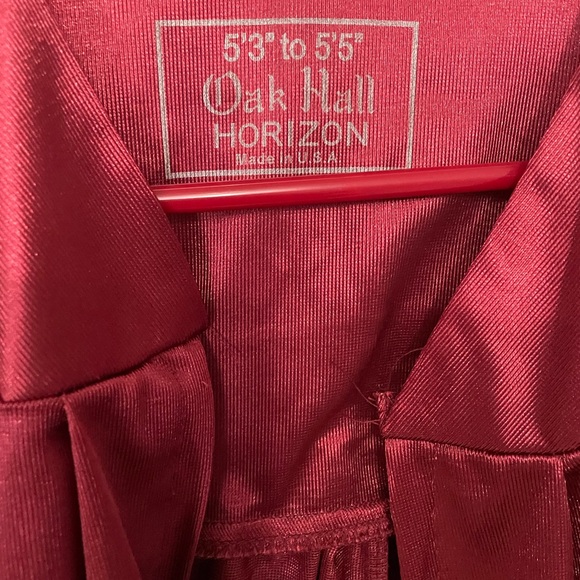 5'3" to 5'5"
Oak Hall
HORIZON
Made in U.S.A